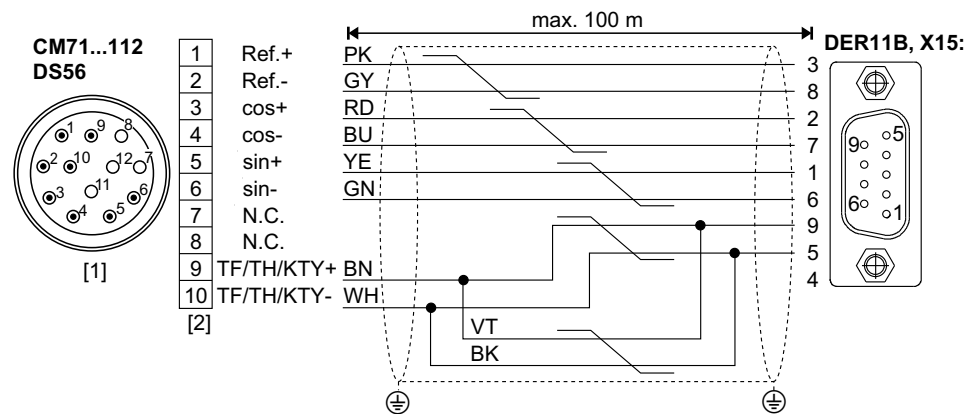 max. 100 m
CM71...112
DS56
DER11B, X15:
1 Ref.+ PK 3
2 Ref.- GY 8
3 cos+ RD 2
4 cos- BU 7
5 sin+ YE 1
6 sin- GN 6
7 N.C. 9
8 N.C. 5
9 TF/TH/KTY+ BN 4
10 TF/TH/KTY- WH
[2]
VT
BK
1 9 8
2 10 12 7
3 11 6
4 5
[1]
9 5
6 1